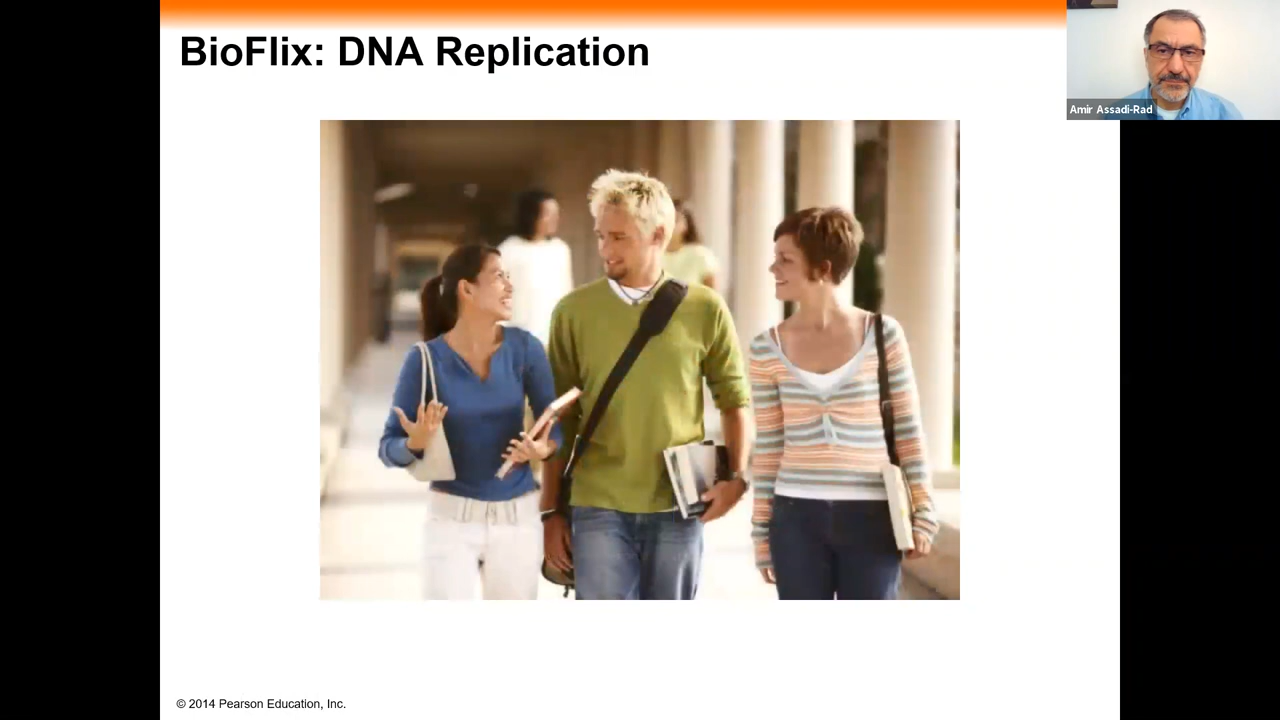 BioFlix: DNA Replication
Amir Assadi-Rad
© 2014 Pearson Education, Inc.